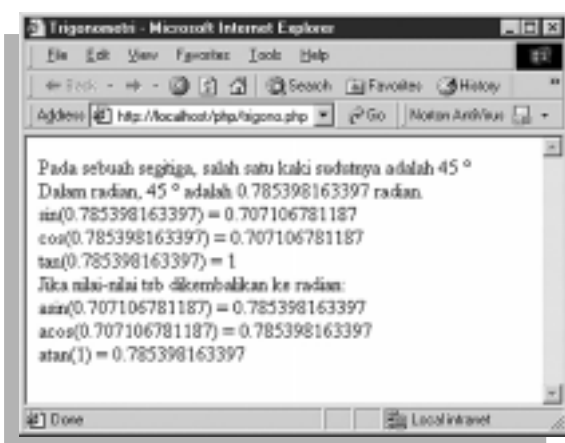 Trigonometri - Microsoft Internet Explorer
File Edit View Favorites Tools Help
Back Search Favorites History »
Address http://localhost/php/trigono.php Go Norton AntiVirus
Pada sebuah segitiga, salah satu kaki sudutnya adalah 45 º
Dalam radian, 45 º adalah 0.785398163397 radian.
sin(0.785398163397) = 0.707106781187
cos(0.785398163397) = 0.707106781187
tan(0.785398163397) = 1
Jika nilai-nilai tsb dikembalikan ke radian:
asin(0.707106781187) = 0.785398163397
acos(0.707106781187) = 0.785398163397
atan(1) = 0.785398163397
Done Local intranet